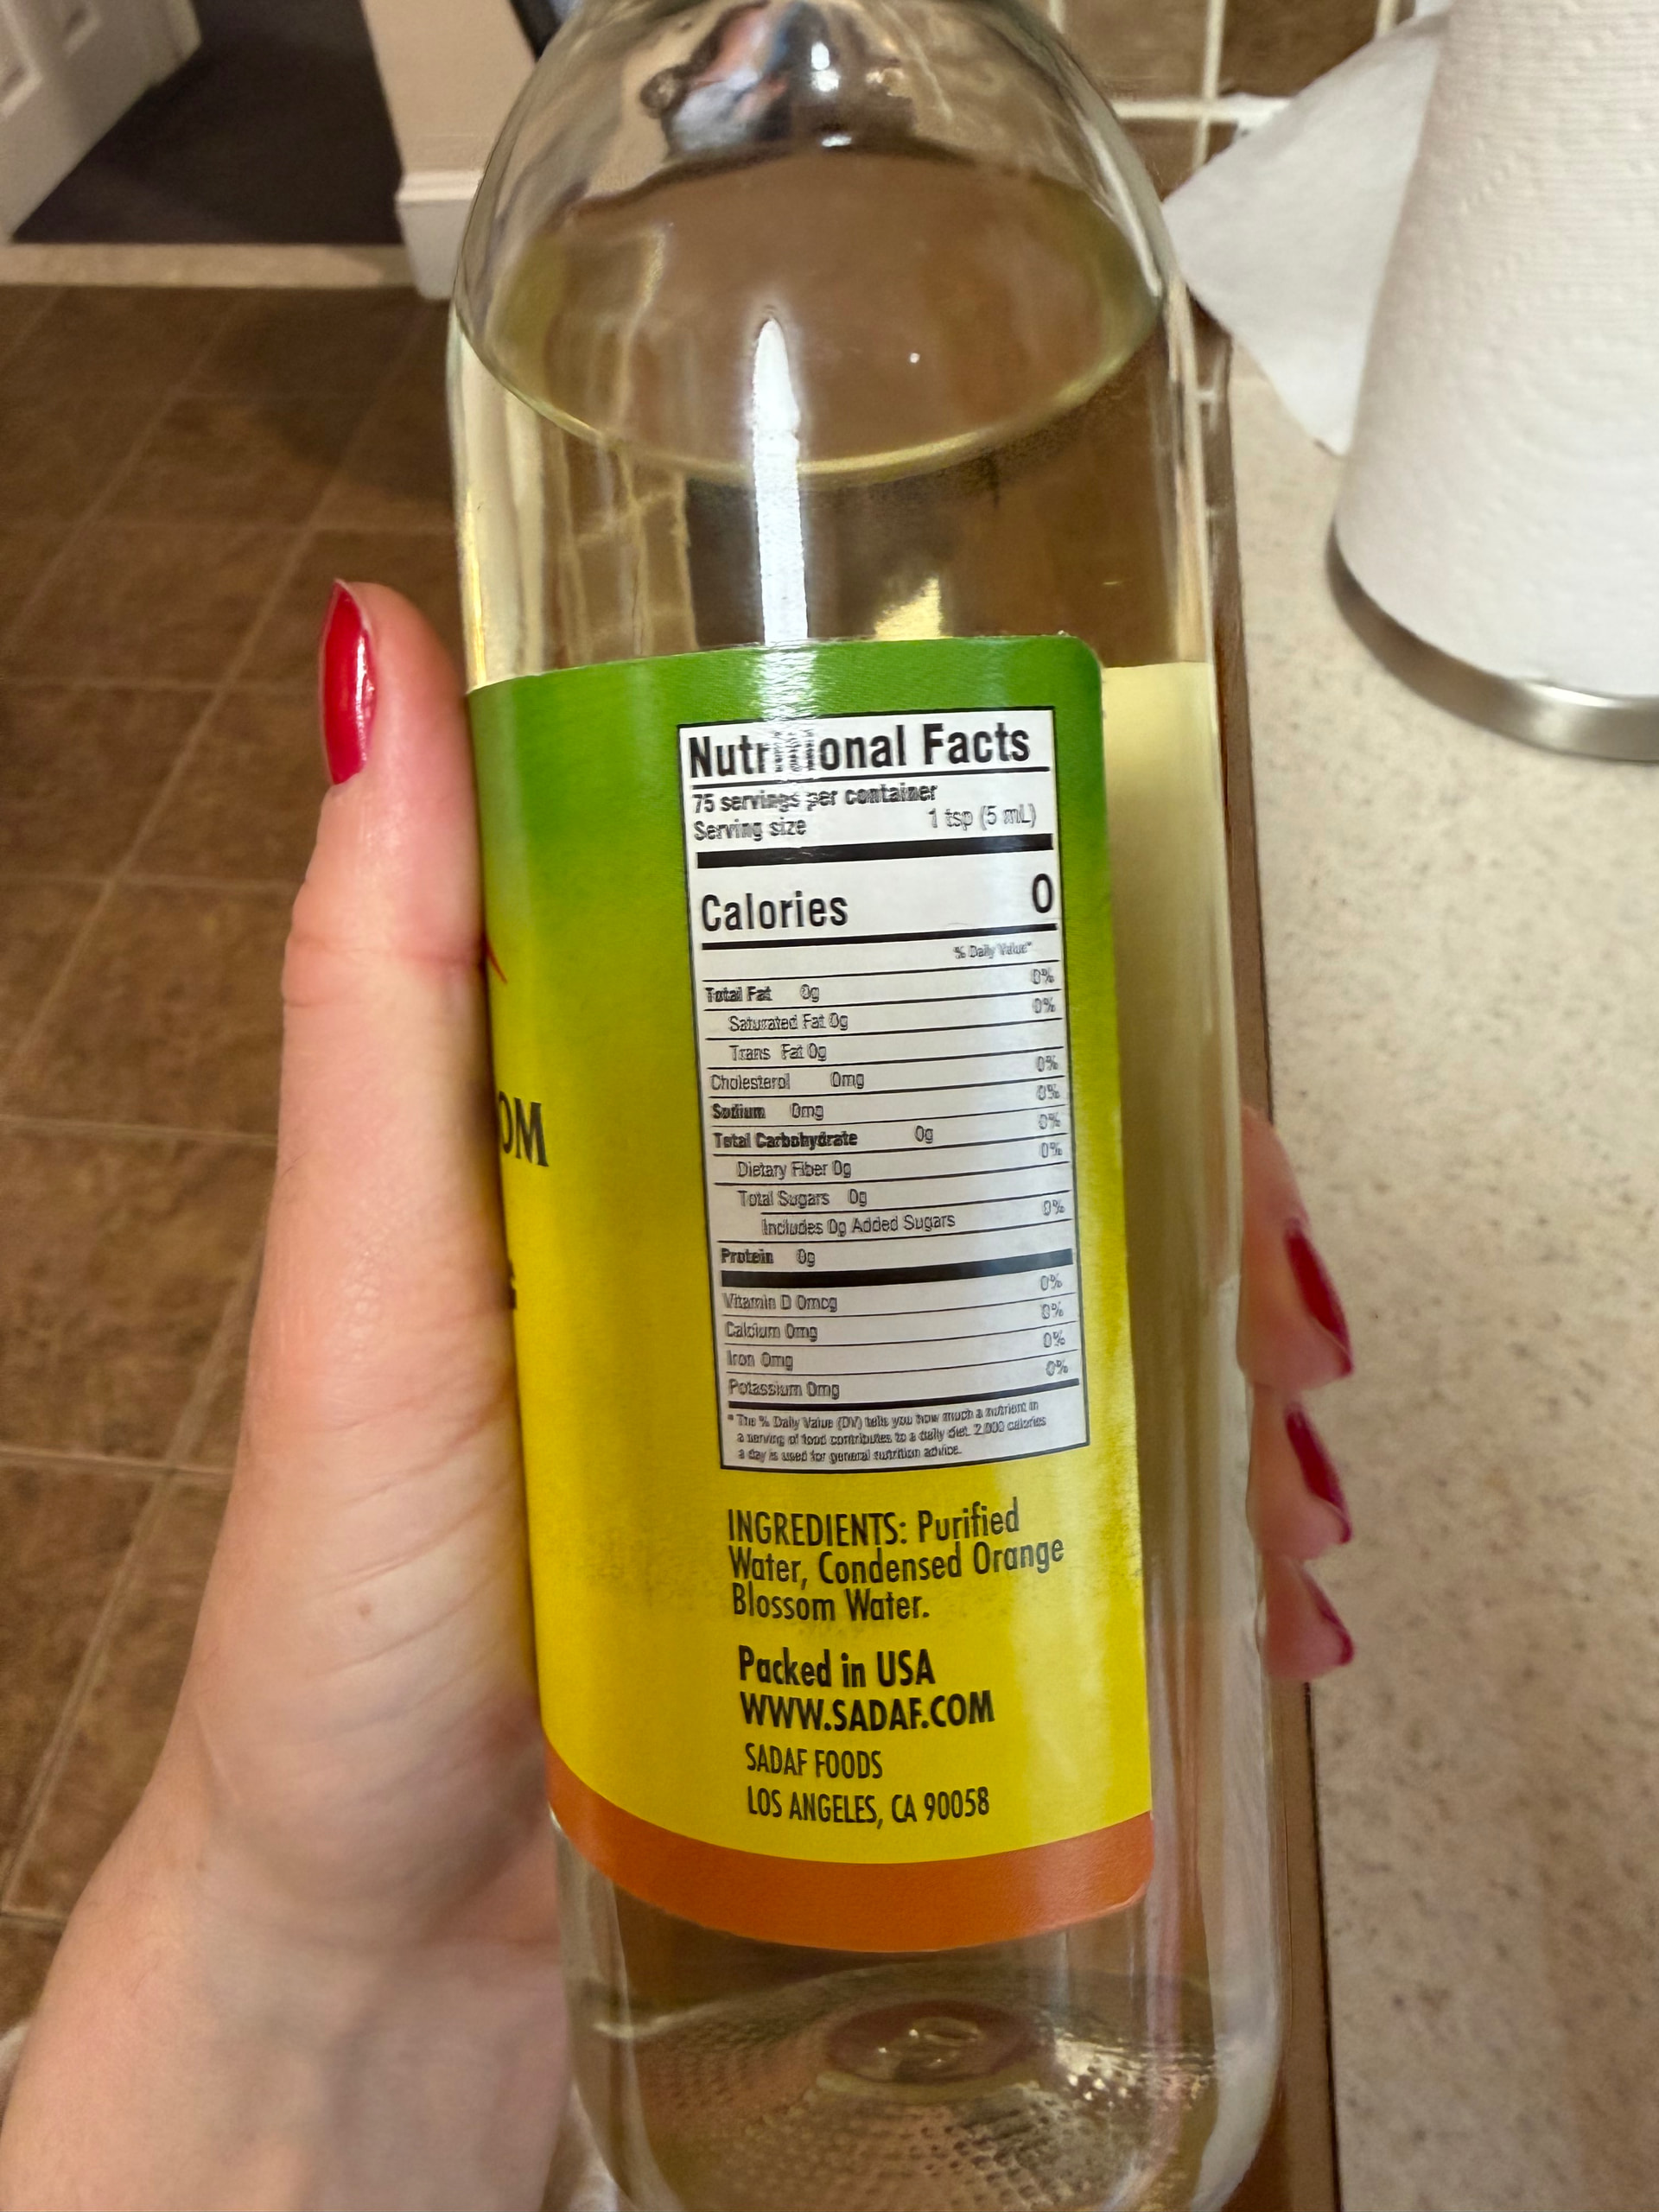 Nutritional Facts
75 servings per container
Serving size 1 tsp (5 mL)
Calories 0
% Daily Value*
Total Fat 0g 0%
Saturated Fat 0g 0%
Trans Fat 0g
Cholesterol 0mg 0%
Sodium 0mg 0%
Total Carbohydrate 0g 0%
Dietary Fiber 0g 0%
Total Sugars 0g
Includes 0g Added Sugars 0%
Protein 0g
Vitamin D 0mcg 0%
Calcium 0mg 0%
Iron 0mg 0%
Potassium 0mg 0%
* The % Daily Value (DV) tells you how much a nutrient in
a serving of food contributes to a daily diet. 2,000 calories
a day is used for general nutrition advice.
OM
INGREDIENTS: Purified
Water, Condensed Orange
Blossom Water.
Packed in USA
WWW.SADAF.COM
SADAF FOODS
LOS ANGELES, CA 90058